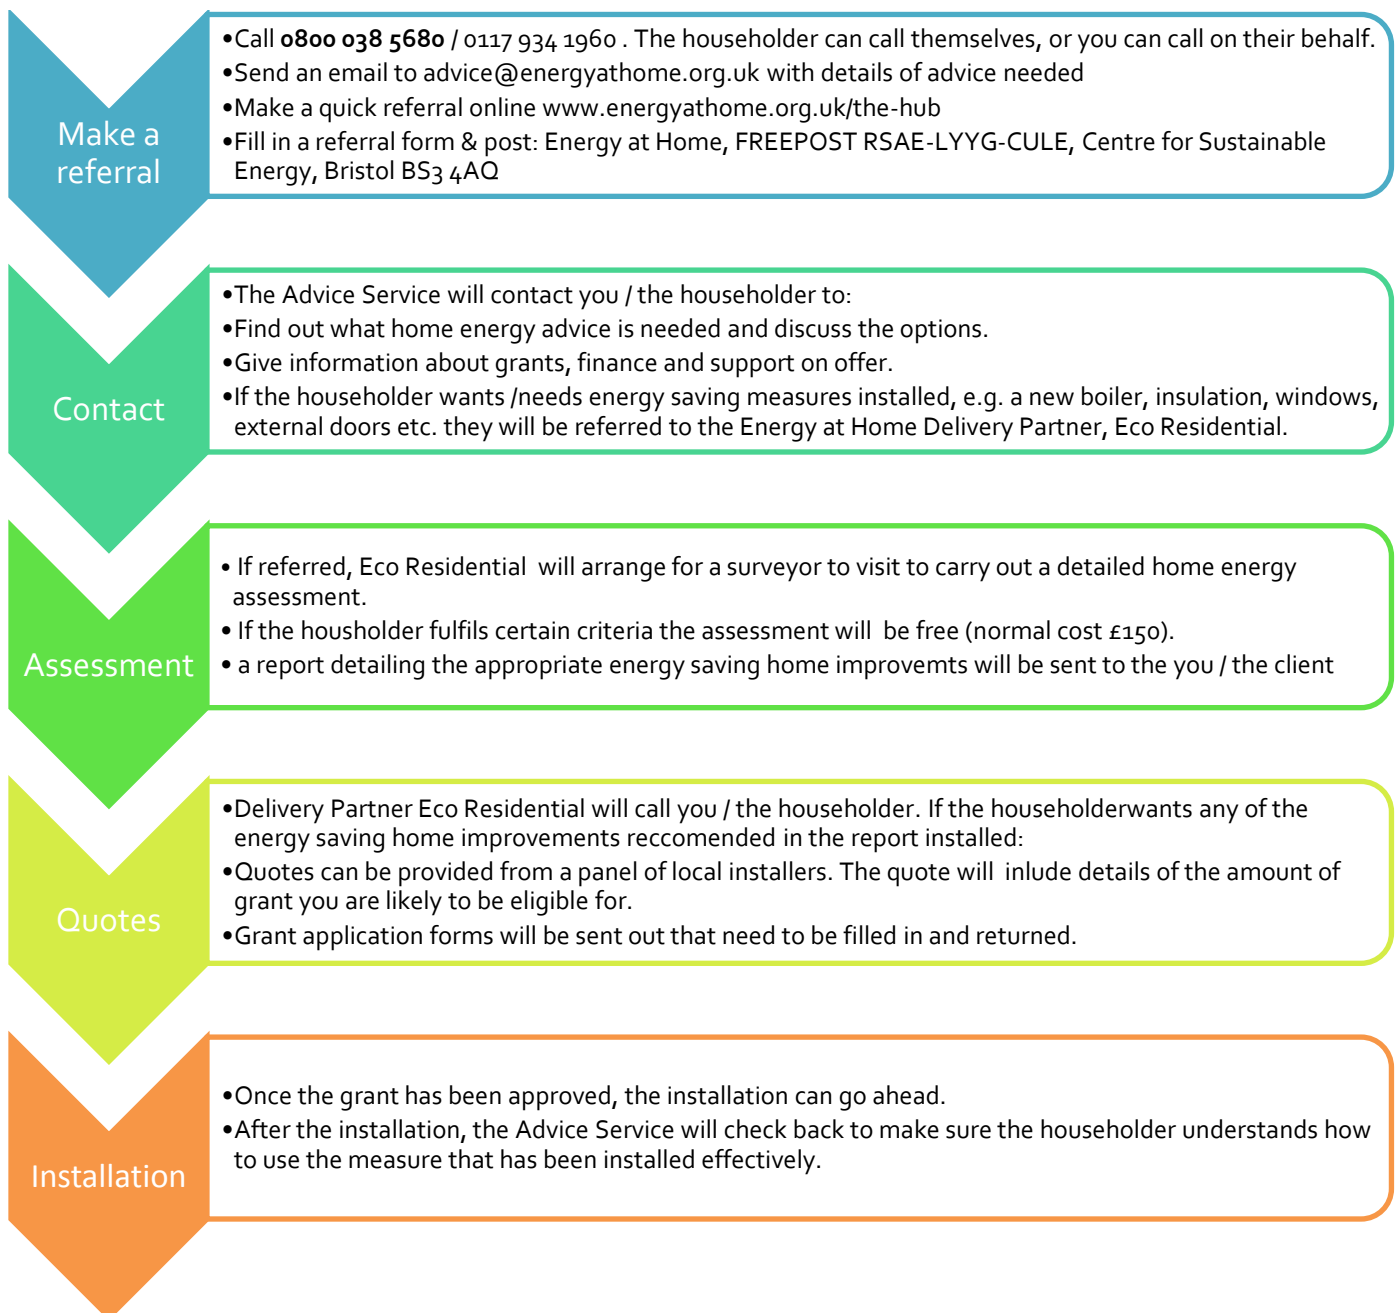 Make a
referral
•Call 0800 038 5680 / 0117 934 1960 . The householder can call themselves, or you can call on their behalf.
•Send an email to advice@energyathome.org.uk with details of advice needed
•Make a quick referral online www.energyathome.org.uk/the-hub
•Fill in a referral form & post: Energy at Home, FREEPOST RSAE-LYYG-CULE, Centre for Sustainable
Energy, Bristol BS3 4AQ
Contact
•The Advice Service will contact you / the householder to:
•Find out what home energy advice is needed and discuss the options.
•Give information about grants, finance and support on offer.
•If the householder wants /needs energy saving measures installed, e.g. a new boiler, insulation, windows,
external doors etc. they will be referred to the Energy at Home Delivery Partner, Eco Residential.
Assessment
• If referred, Eco Residential will arrange for a surveyor to visit to carry out a detailed home energy
assessment.
• If the housholder fulfils certain criteria the assessment will be free (normal cost £150).
• a report detailing the appropriate energy saving home improvemts will be sent to the you / the client
Quotes
•Delivery Partner Eco Residential will call you / the householder. If the householderwants any of the
energy saving home improvements reccomended in the report installed:
•Quotes can be provided from a panel of local installers. The quote will inlude details of the amount of
grant you are likely to be eligible for.
•Grant application forms will be sent out that need to be filled in and returned.
Installation
•Once the grant has been approved, the installation can go ahead.
•After the installation, the Advice Service will check back to make sure the householder understands how
to use the measure that has been installed effectively.